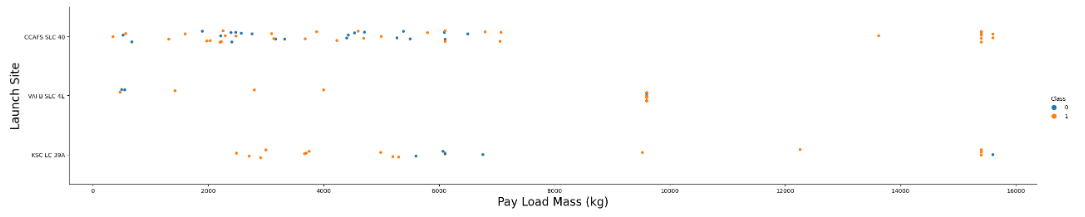 CCAFS SLC 40
VAFB SLC 4E
KSC LC 39A
Launch Site
0
2000
4000
6000
8000
10000
12000
14000
16000
Pay Load Mass (kg)
Class
0
1